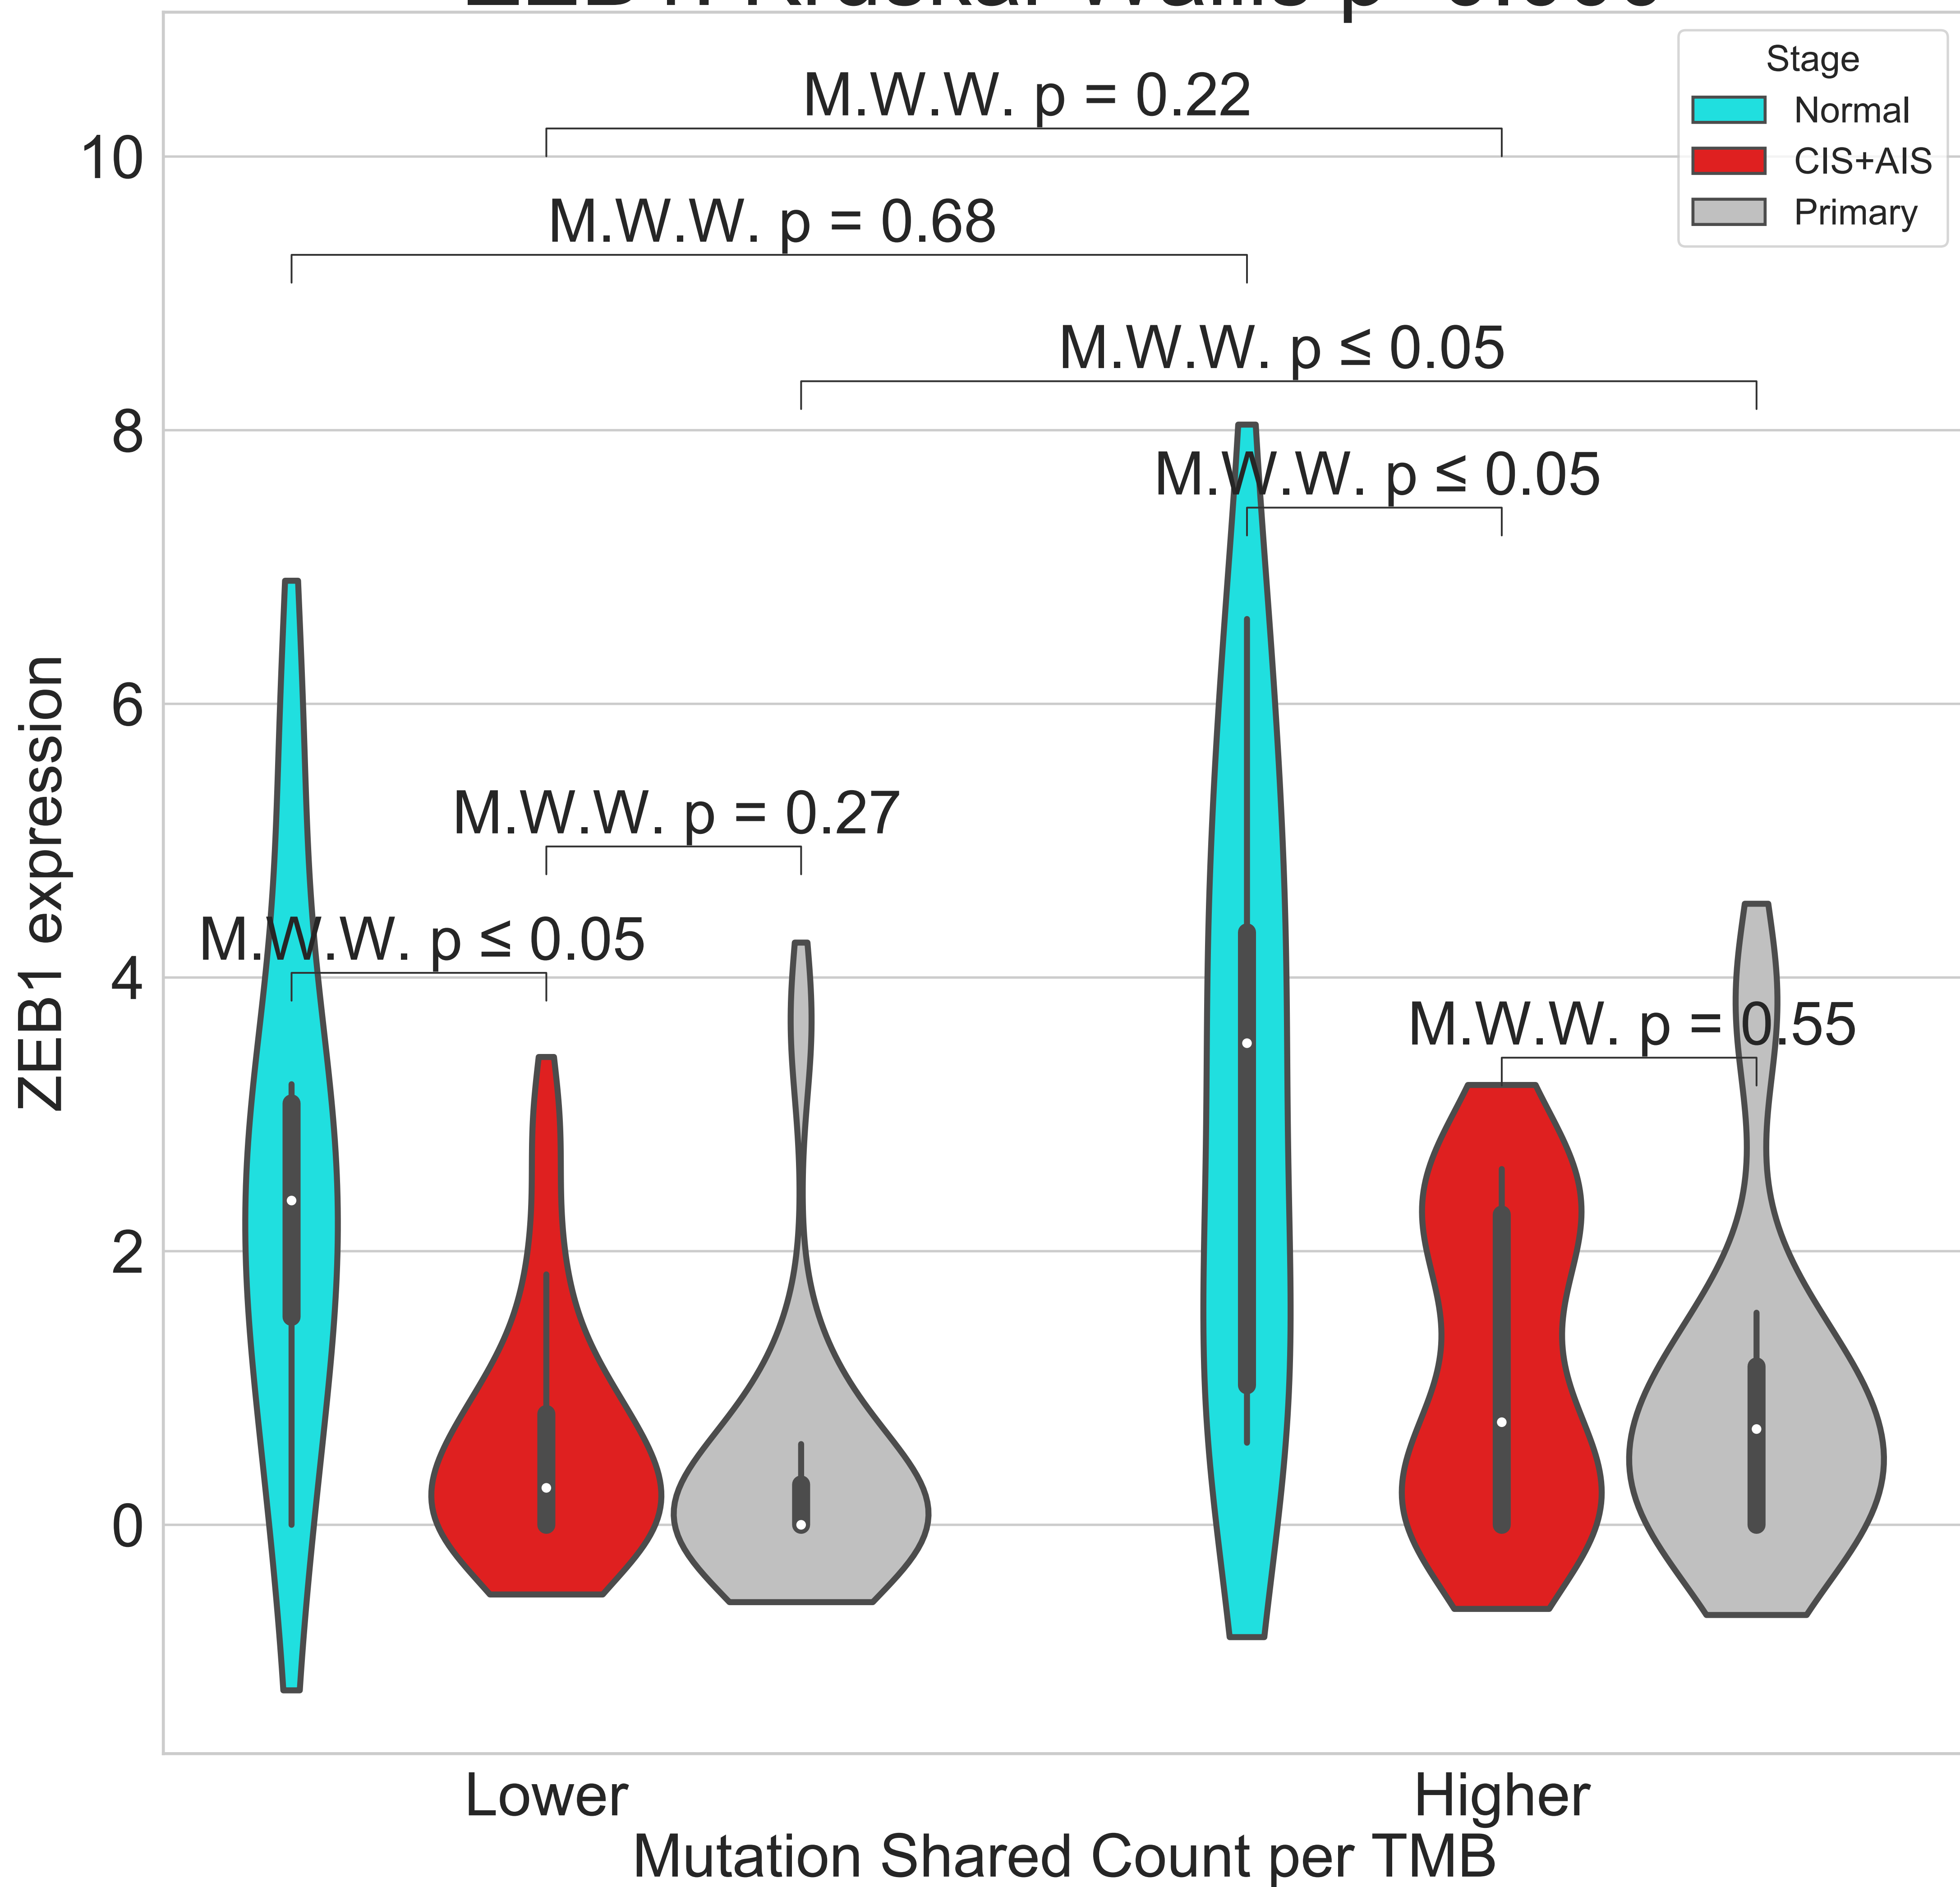 Stage
Normal
CIS+AIS
Primary
M.W.W. p = 0.22
M.W.W. p = 0.68
M.W.W. p ≤ 0.05
M.W.W. p ≤ 0.05
M.W.W. p = 0.27
M.W.W. p ≤ 0.05
M.W.W. p = 0.55
10
8
6
4
2
0
ZEB1 expression
Lower
Higher
Mutation Shared Count per TMB